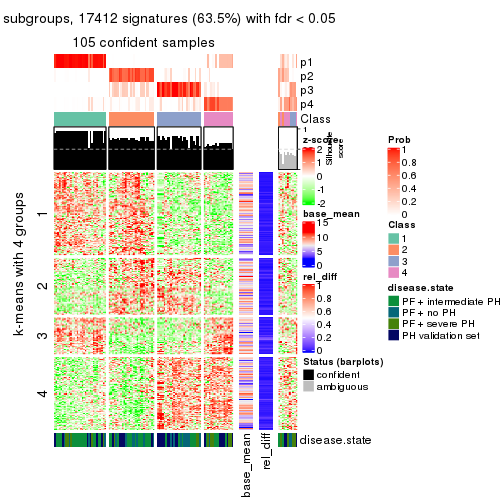 subgroups, 17412 signatures (63.5%) with fdr < 0.05
105 confident samples
p1
p2
p3
p4
Class
1
Silhouette
score
z-score
2
1
0
-1
-2
base_mean
15
10
5
0
rel_diff
1
0.8
0.6
0.4
0.2
0
Status (barplots)
confident
ambiguous
Prob
1
0.8
0.6
0.4
0.2
0
Class
1
2
3
4
disease.state
PF+ intermediate PH
PF+ no PH
PF+ severe PH
PH validation set
k-means with 4 groups
1
2
3
4
disease.state
base_mean
rel_diff